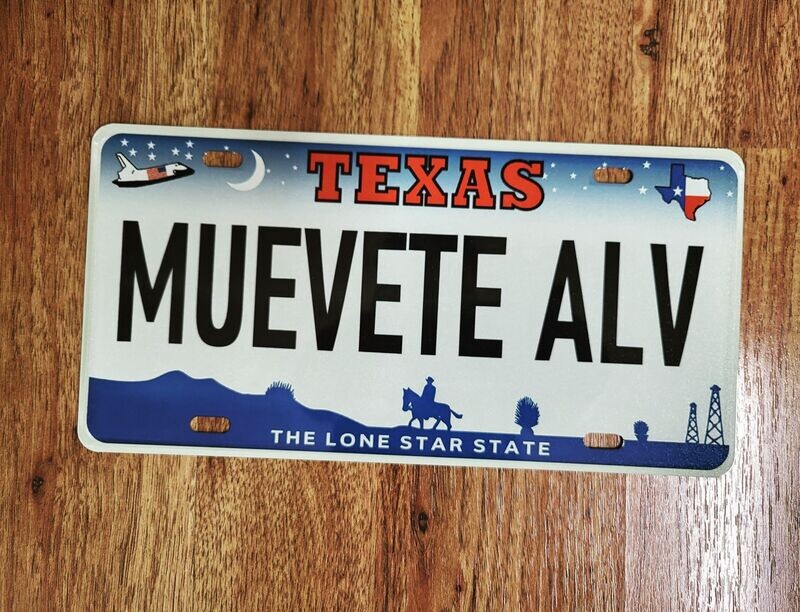 TEXAS
MUEVETE ALV
THE LONE STAR STATE